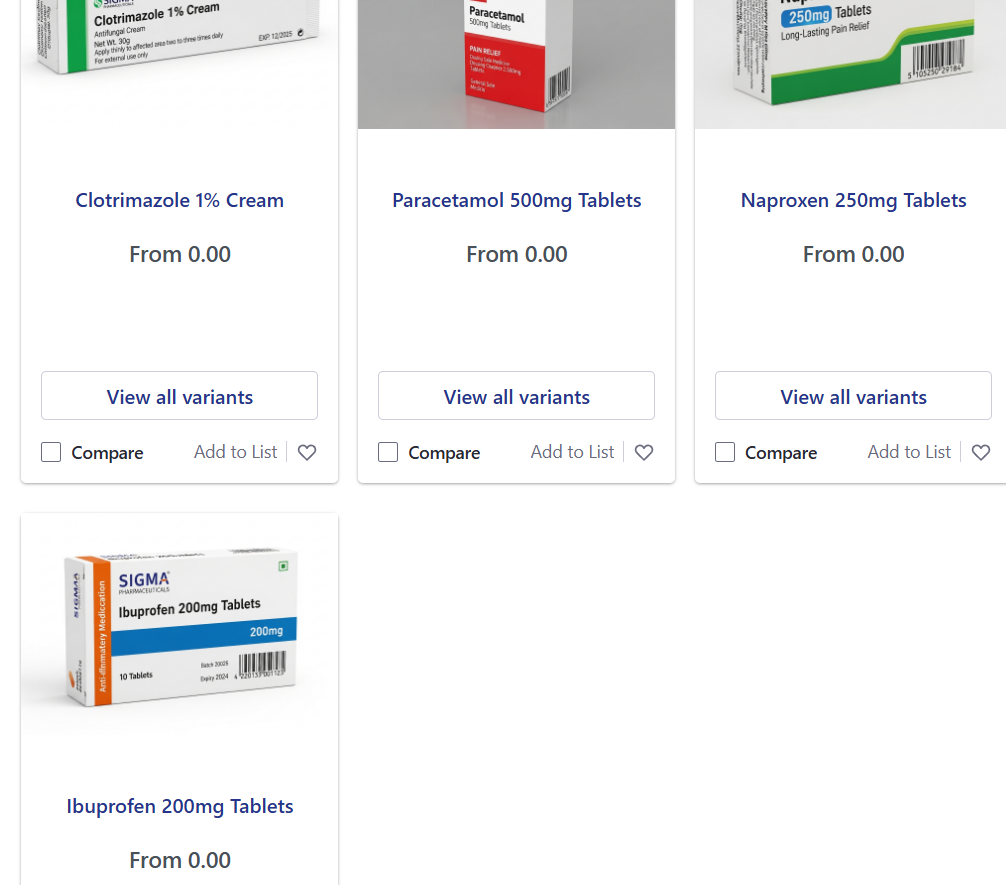 Clotrimazole 1% Cream
Antifungal Cream
Net Wt. 30g
Apply thinly to affected area two to three times daily
For external use only
EXP. 12/2025
Paracetamol
500mg Tablets
PAIN RELIEF
250mg Tablets
Long-Lasting Pain Relief
5 105250 29184
Clotrimazole 1% Cream
Paracetamol 500mg Tablets
Naproxen 250mg Tablets
From 0.00
From 0.00
From 0.00
View all variants
View all variants
View all variants
Compare
Add to List
Compare
Add to List
Compare
Add to List
SIGMA
PHARMACEUTICALS
Ibuprofen 200mg Tablets
200mg
10 Tablets
Batch 20028
Expiry 2024
Ibuprofen 200mg Tablets
From 0.00